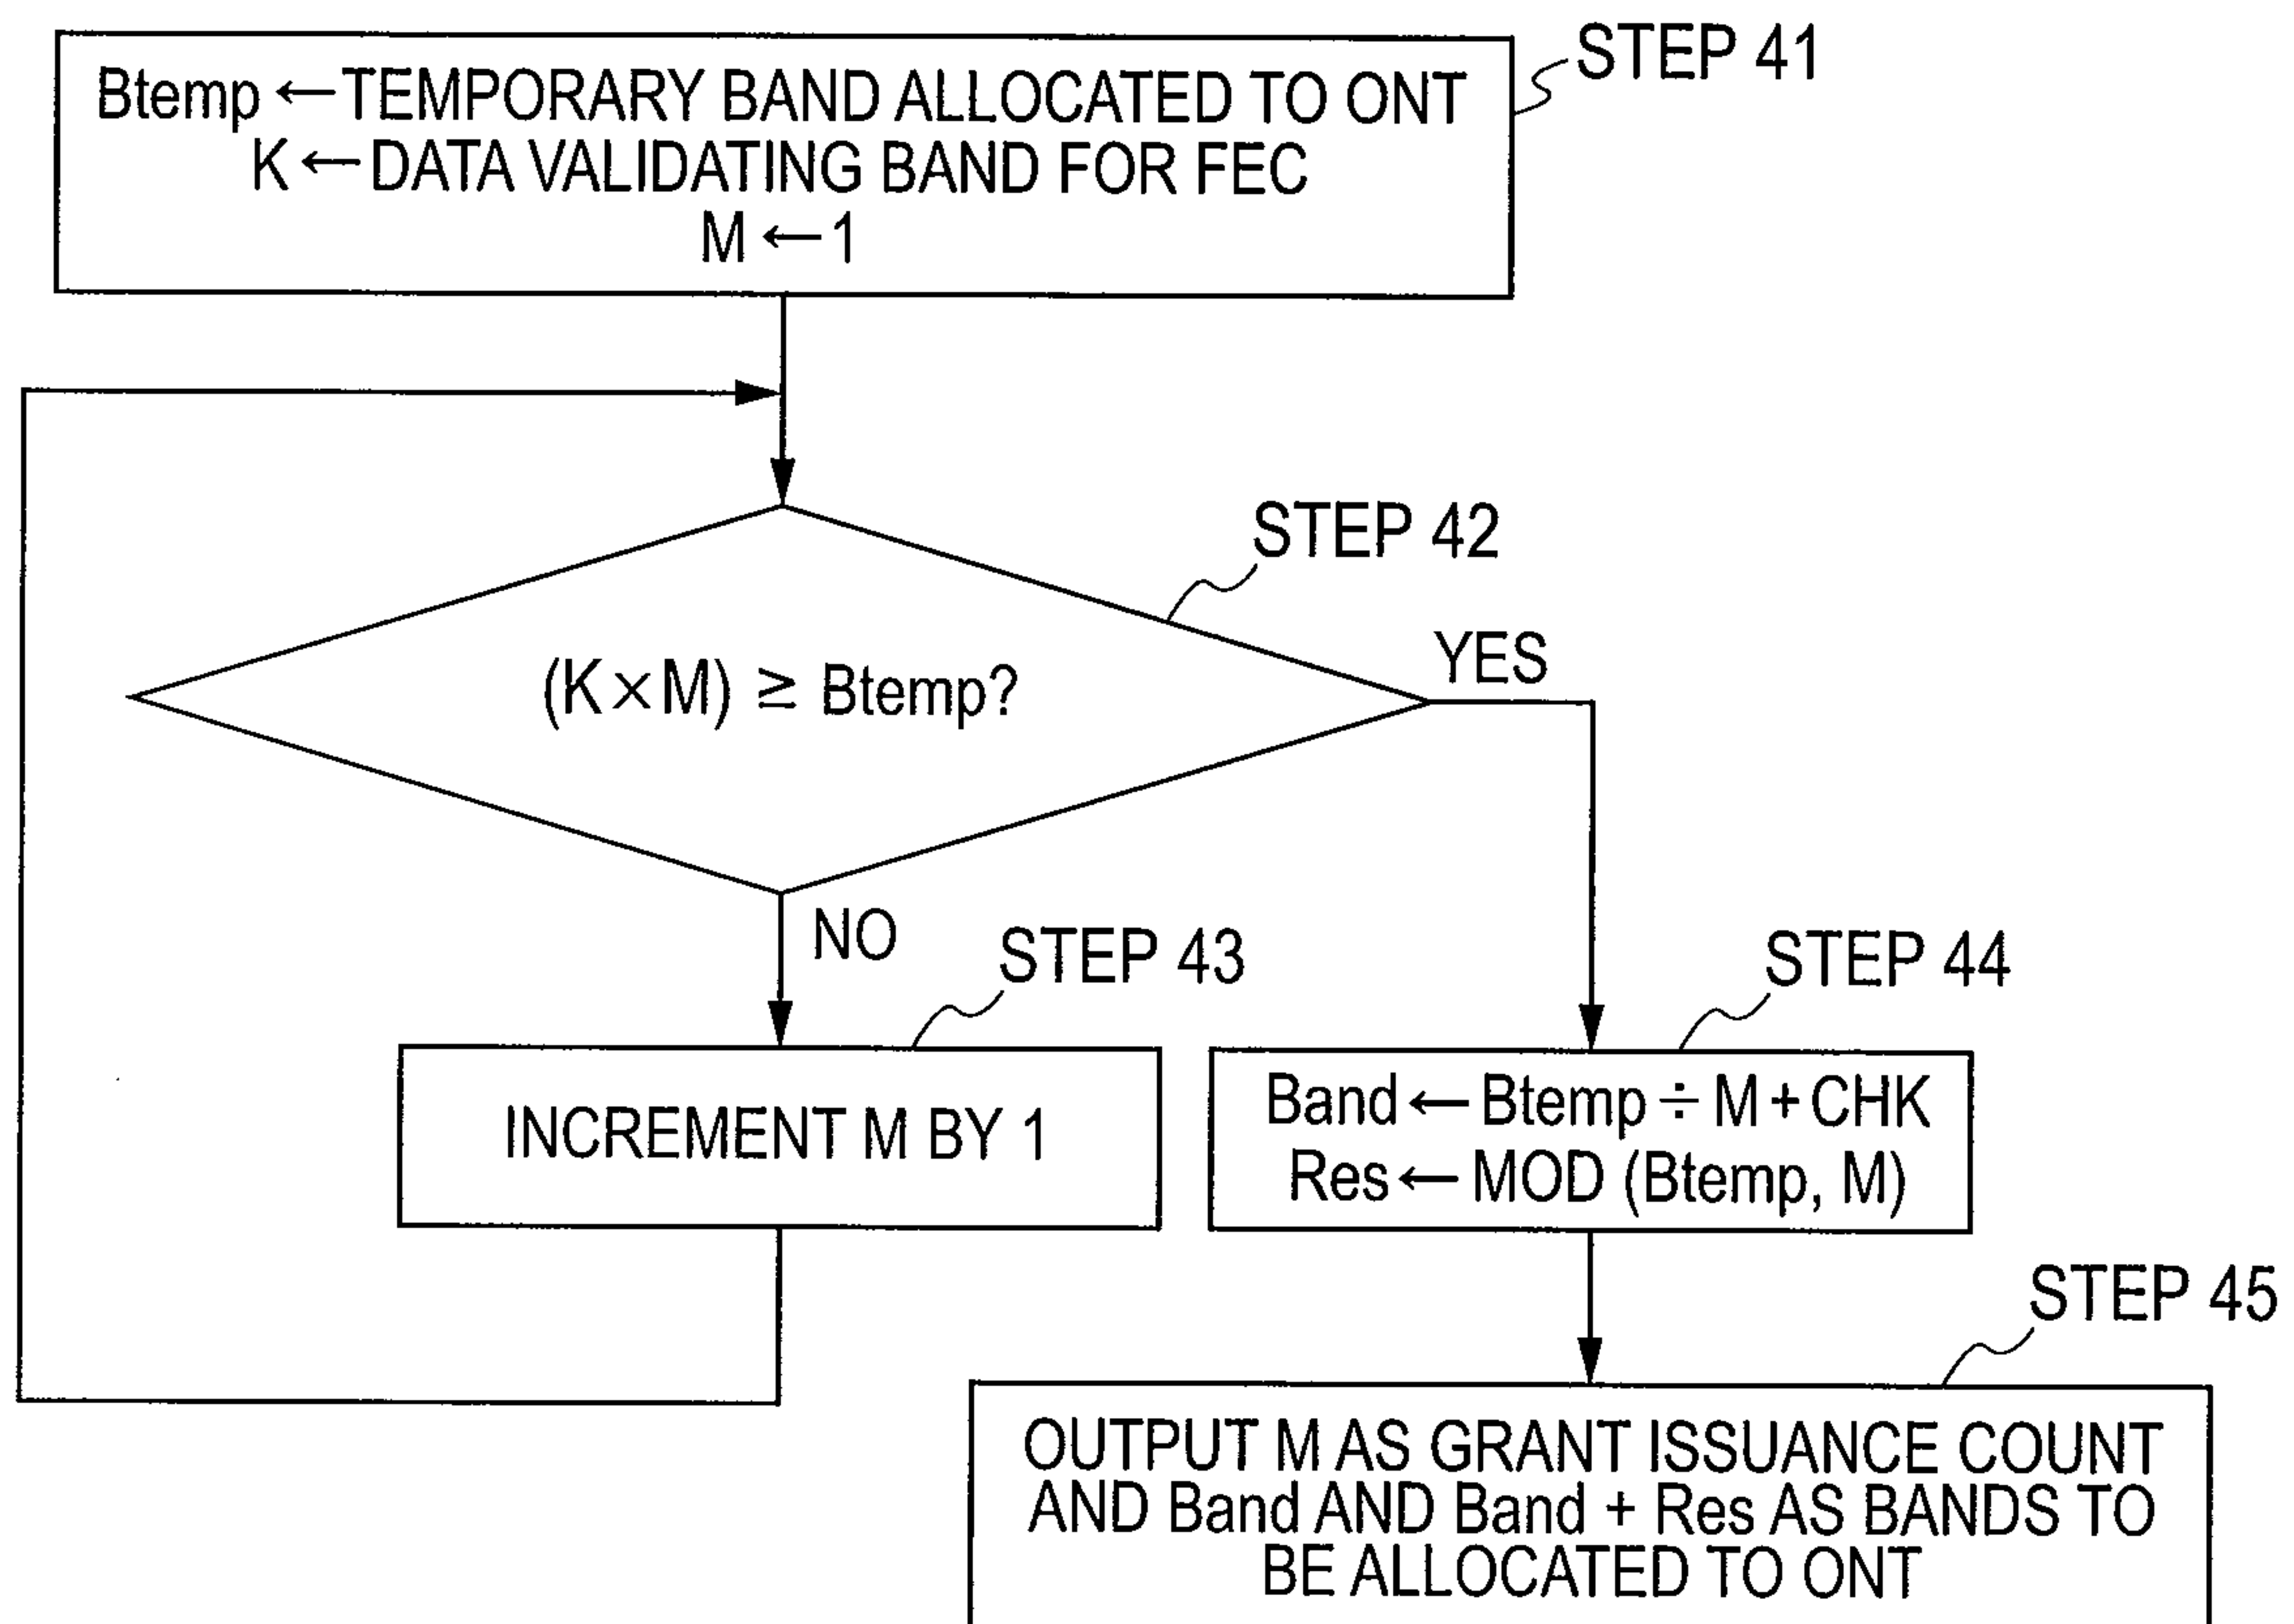 STEP 41
Btemp ← TEMPORARY BAND ALLOCATED TO ONT
K ← DATA VALIDATING BAND FOR FEC
M ← 1
STEP 42
(K × M) ≥ Btemp?
YES
NO
STEP 43
INCREMENT M BY 1
STEP 44
Band ← Btemp ÷ M + CHK
Res ← MOD (Btemp, M)
STEP 45
OUTPUT M AS GRANT ISSUANCE COUNT
AND Band AND Band + Res AS BANDS TO
BE ALLOCATED TO ONT